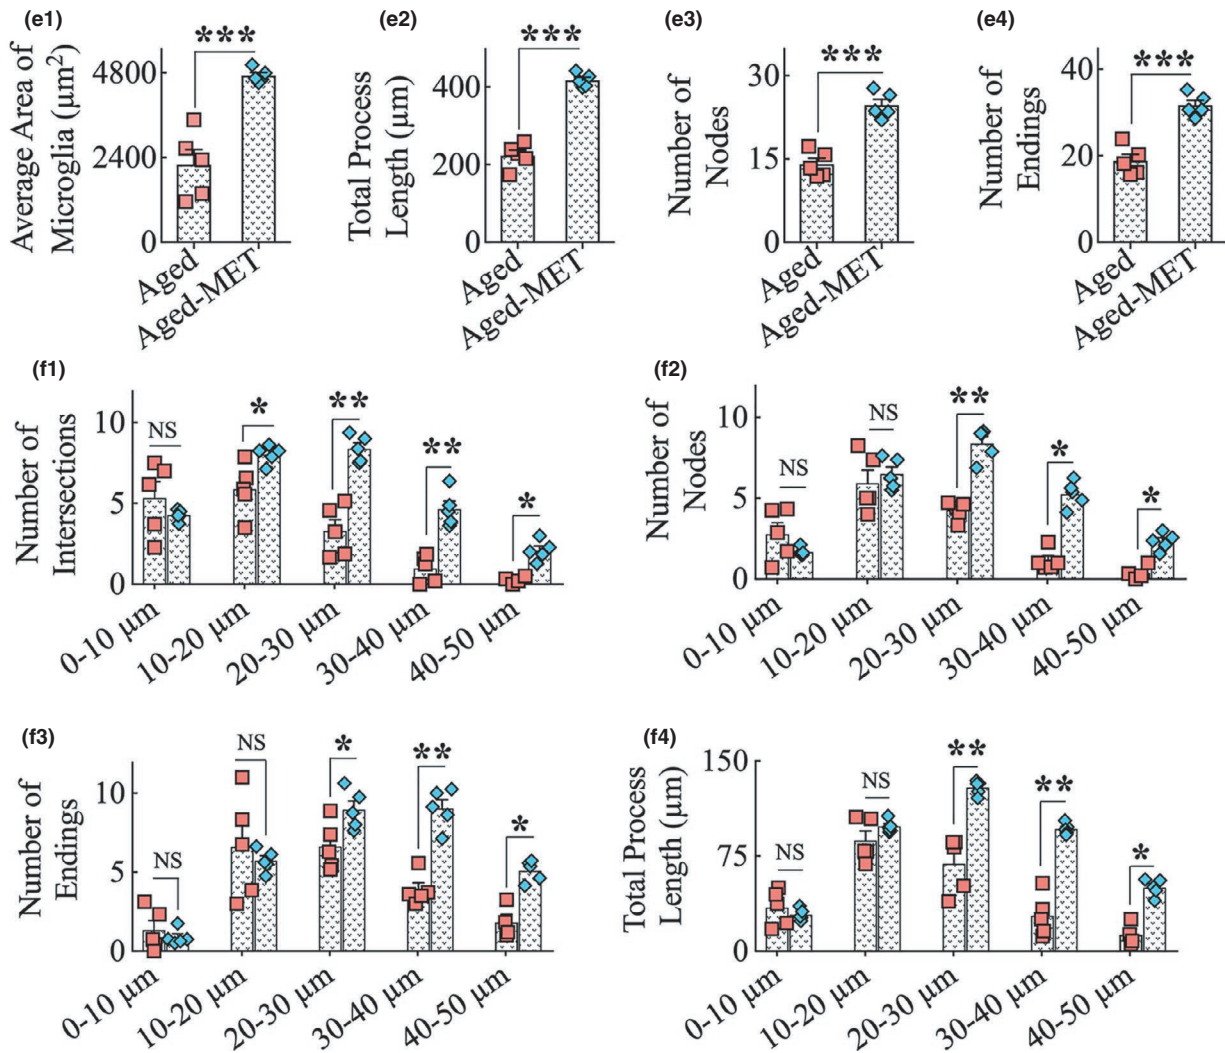 (e1)
Average Area of
Microglia (μm²)
4800
2400
0
***
Aged
Aged-MET
(e2)
Total Process
Length (μm)
400
200
0
***
Aged
Aged-MET
(e3)
Number of
Nodes
30
15
0
***
Aged
Aged-MET
(e4)
Number of
Endings
40
20
0
***
Aged
Aged-MET
(f1)
Number of
Intersections
10
5
0
NS
*
**
**
*
0-10 μm
10-20 μm
20-30 μm
30-40 μm
40-50 μm
(f2)
Number of
Nodes
10
5
0
NS
NS
**
*
*
0-10 μm
10-20 μm
20-30 μm
30-40 μm
40-50 μm
(f3)
Number of
Endings
10
5
0
NS
NS
*
**
*
0-10 μm
10-20 μm
20-30 μm
30-40 μm
40-50 μm
(f4)
Total Process
Length (μm)
150
75
0
NS
NS
**
**
*
0-10 μm
10-20 μm
20-30 μm
30-40 μm
40-50 μm